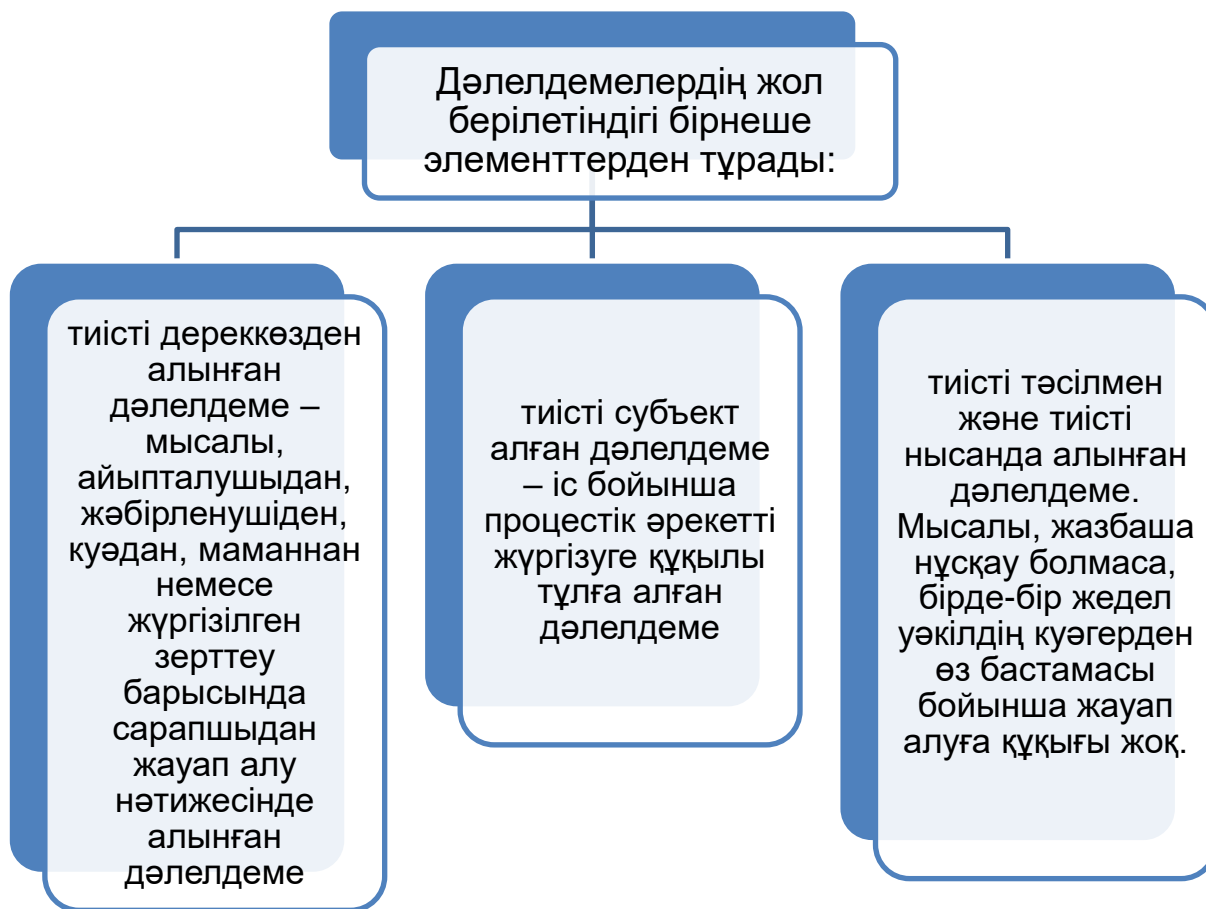 Дәлелдемелердің жол
берілетіндігі бірнеше
элементтерден тұрады:
тиісті дереккөзден
алынған
дәлелдеме –
мысалы,
айыпталушыдан,
жәбірленушіден,
куәдан, маманнан
немесе
жүргізілген
зерттеу
барысында
сарапшыдан
жауап алу
нәтижесінде
алынған
дәлелдеме
тиісті субъект
алған дәлелдеме
– іс бойынша
процестік әрекетті
жүргізуге құқылы
тұлға алған
дәлелдеме
тиісті тәсілмен
және тиісті
нысанда алынған
дәлелдеме.
Мысалы, жазбаша
нұсқау болмаса,
бірде-бір жедел
уәкілдің куәгерден
өз бастамасы
бойынша жауап
алуға құқығы жоқ.